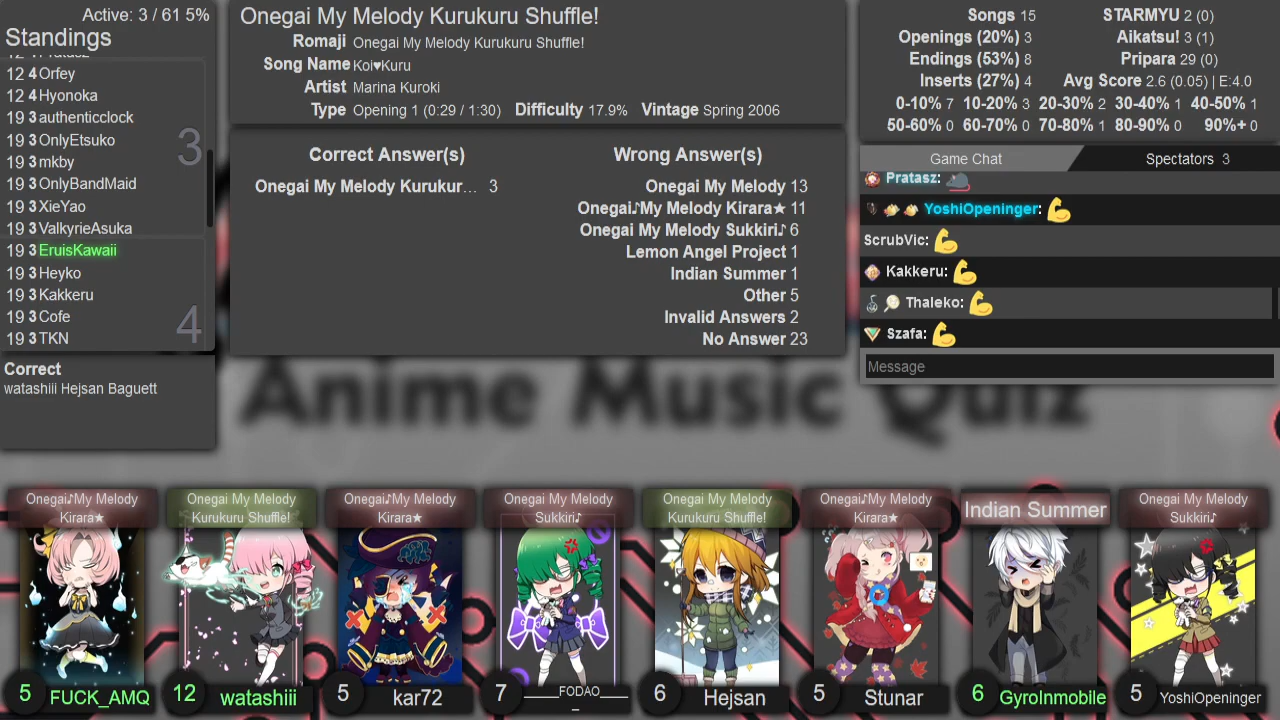 Active: 3 / 61 5%
Standings
12 4 Pratasz
12 4 Orfey
12 4 Hyonoka
19 3 authenticclock
19 3 OnlyEtsuko
19 3 mkby
19 3 OnlyBandMaid
19 3 XieYao
19 3 ValkyrieAsuka
19 3 EruisKawaii
19 3 Heyko
19 3 Kakkeru
19 3 Cofe
19 3 TKN
3
4
Correct
watashiii Hejsan Baguett
Onegai My Melody Kurukuru Shuffle!
Romaji Onegai My Melody Kurukuru Shuffle!
Song Name Koi♥Kuru
Artist Marina Kuroki
Type Opening 1 (0:29 / 1:30) Difficulty 17.9% Vintage Spring 2006
Correct Answer(s)
Onegai My Melody Kurukur... 3
Wrong Answer(s)
Onegai My Melody 13
Onegai♪My Melody Kirara★ 11
Onegai My Melody Sukkiri♪ 6
Lemon Angel Project 1
Indian Summer 1
Other 5
Invalid Answers 2
No Answer 23
Songs 15 STARMYU 2 (0)
Openings (20%) 3 Aikatsu! 3 (1)
Endings (53%) 8 Pripara 29 (0)
Inserts (27%) 4 Avg Score 2.6 (0.05) | E:4.0
0-10% 7 10-20% 3 20-30% 2 30-40% 1 40-50% 1
50-60% 0 60-70% 0 70-80% 1 80-90% 0 90%+ 0
Game Chat Spectators 3
Pratasz:
YoshiOpeninger:
ScrubVic:
Kakkeru:
Thaleko:
Szafa:
Message
Anime Music Quiz
Onegai♪My Melody
Kirara★
Onegai My Melody
Kurukuru Shuffle!
Onegai♪My Melody
Kirara★
Onegai My Melody
Sukkiri♪
Onegai My Melody
Kurukuru Shuffle!
Onegai♪My Melody
Kirara★
Indian Summer
Onegai My Melody
Sukkiri♪
5 FUCK_AMQ
12 watashiii
5 kar72
7 _____FODAO_____
6 Hejsan
5 Stunar
6 GyroInmobile
5 YoshiOpeninger